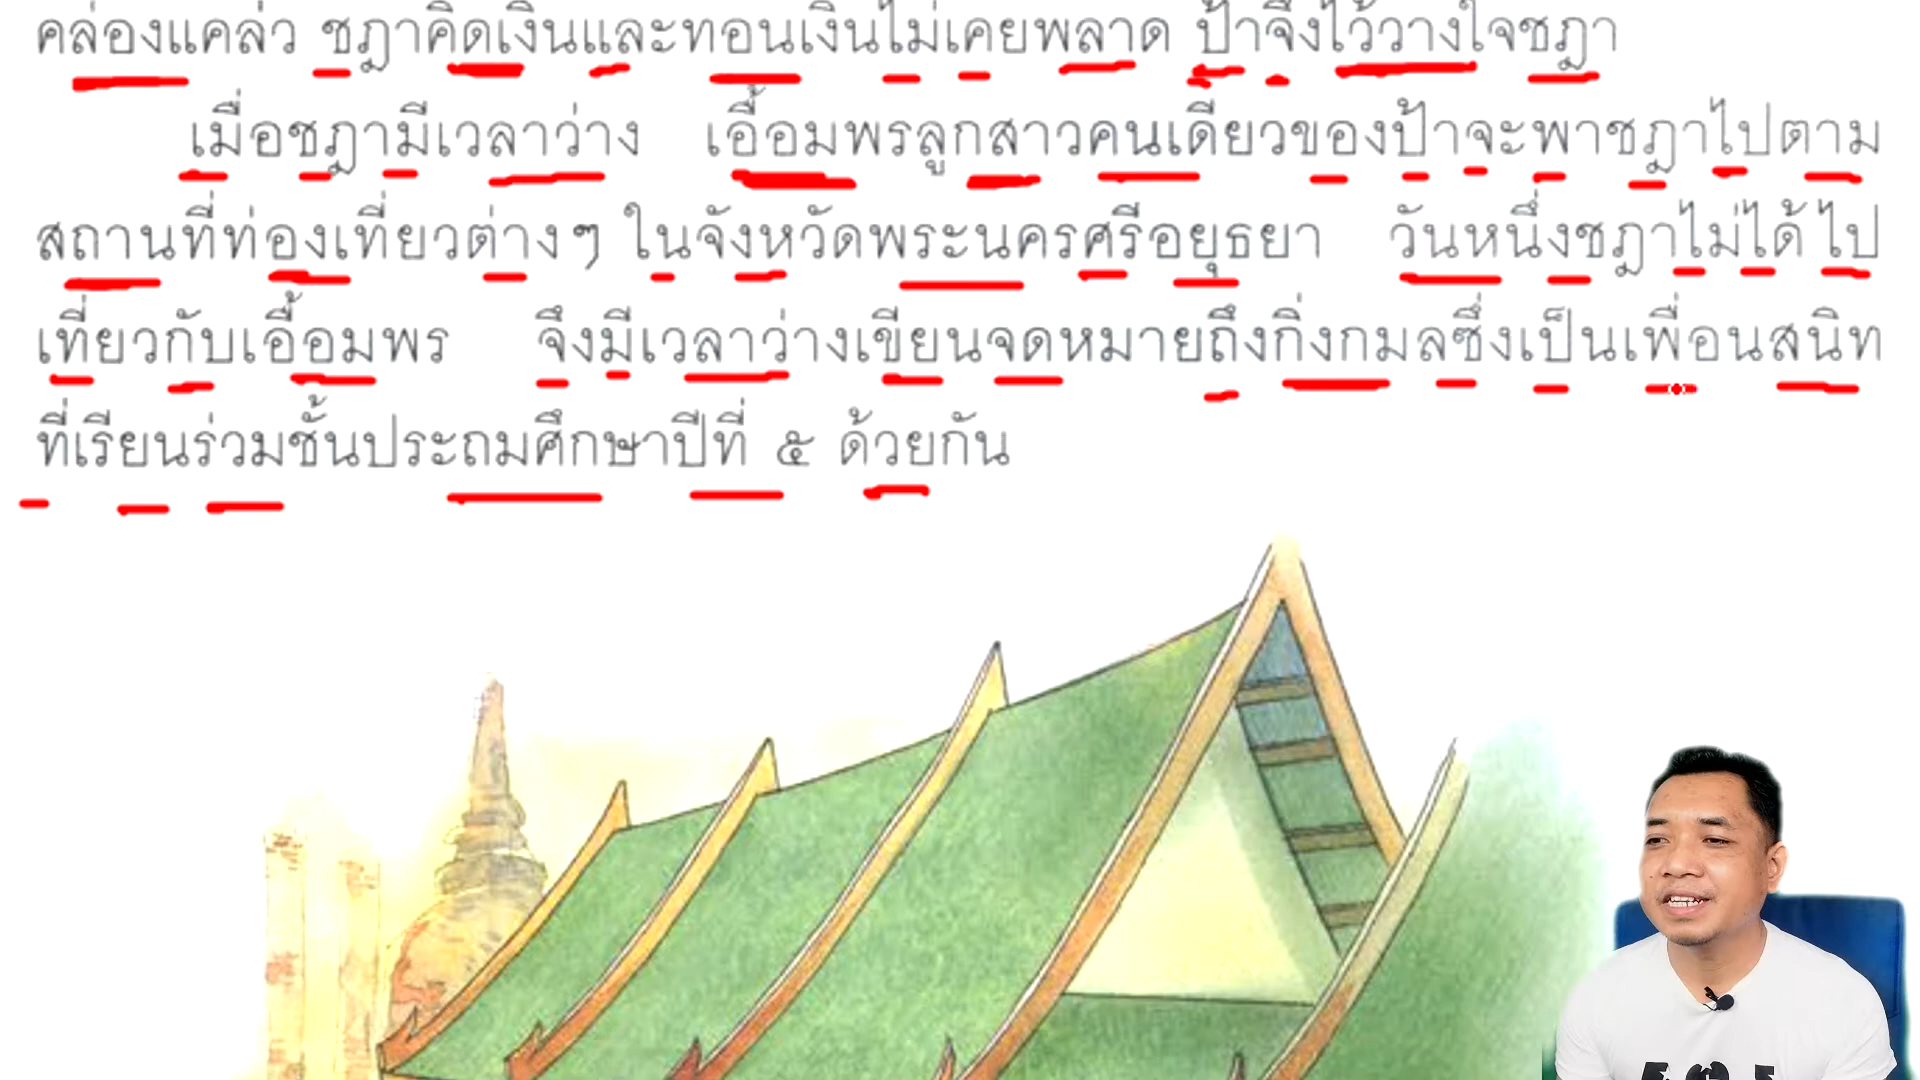 คล่องแคล่ว ชฎาคิดเงินและทอนเงินไม่เคยพลาด ป้าจึงไว้วางใจชฎา
เมื่อชฎามีเวลาว่าง เอื้อมพรลูกสาวคนเดียวของป้าจะพาชฎาไปตาม
สถานที่ท่องเที่ยวต่างๆ ในจังหวัดพระนครศรีอยุธยา วันหนึ่งชฎาไม่ได้ไป
เที่ยวกับเอื้อมพร จึงมีเวลาว่างเขียนจดหมายถึงกิ่งกมลซึ่งเป็นเพื่อนสนิท
ที่เรียนร่วมชั้นประถมศึกษาปีที่ ๕ ด้วยกัน